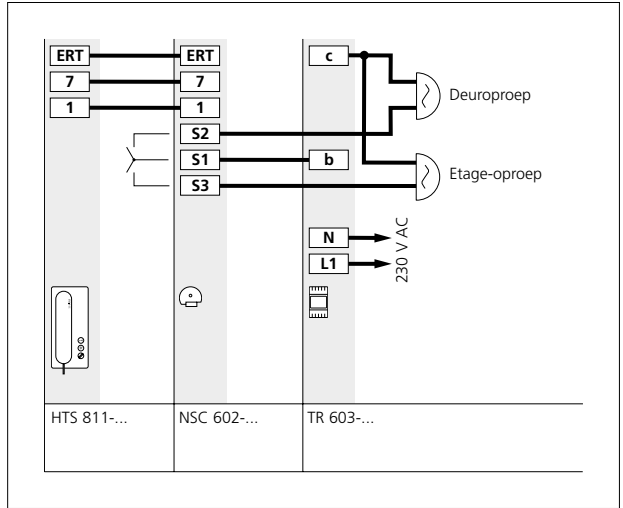 ERT ERT c
7 7
1 1
Deuroproep
S2
S1 b
S3
Etage-oproep
N
L1
230 V AC
HTS 811-... NSC 602-... TR 603-...